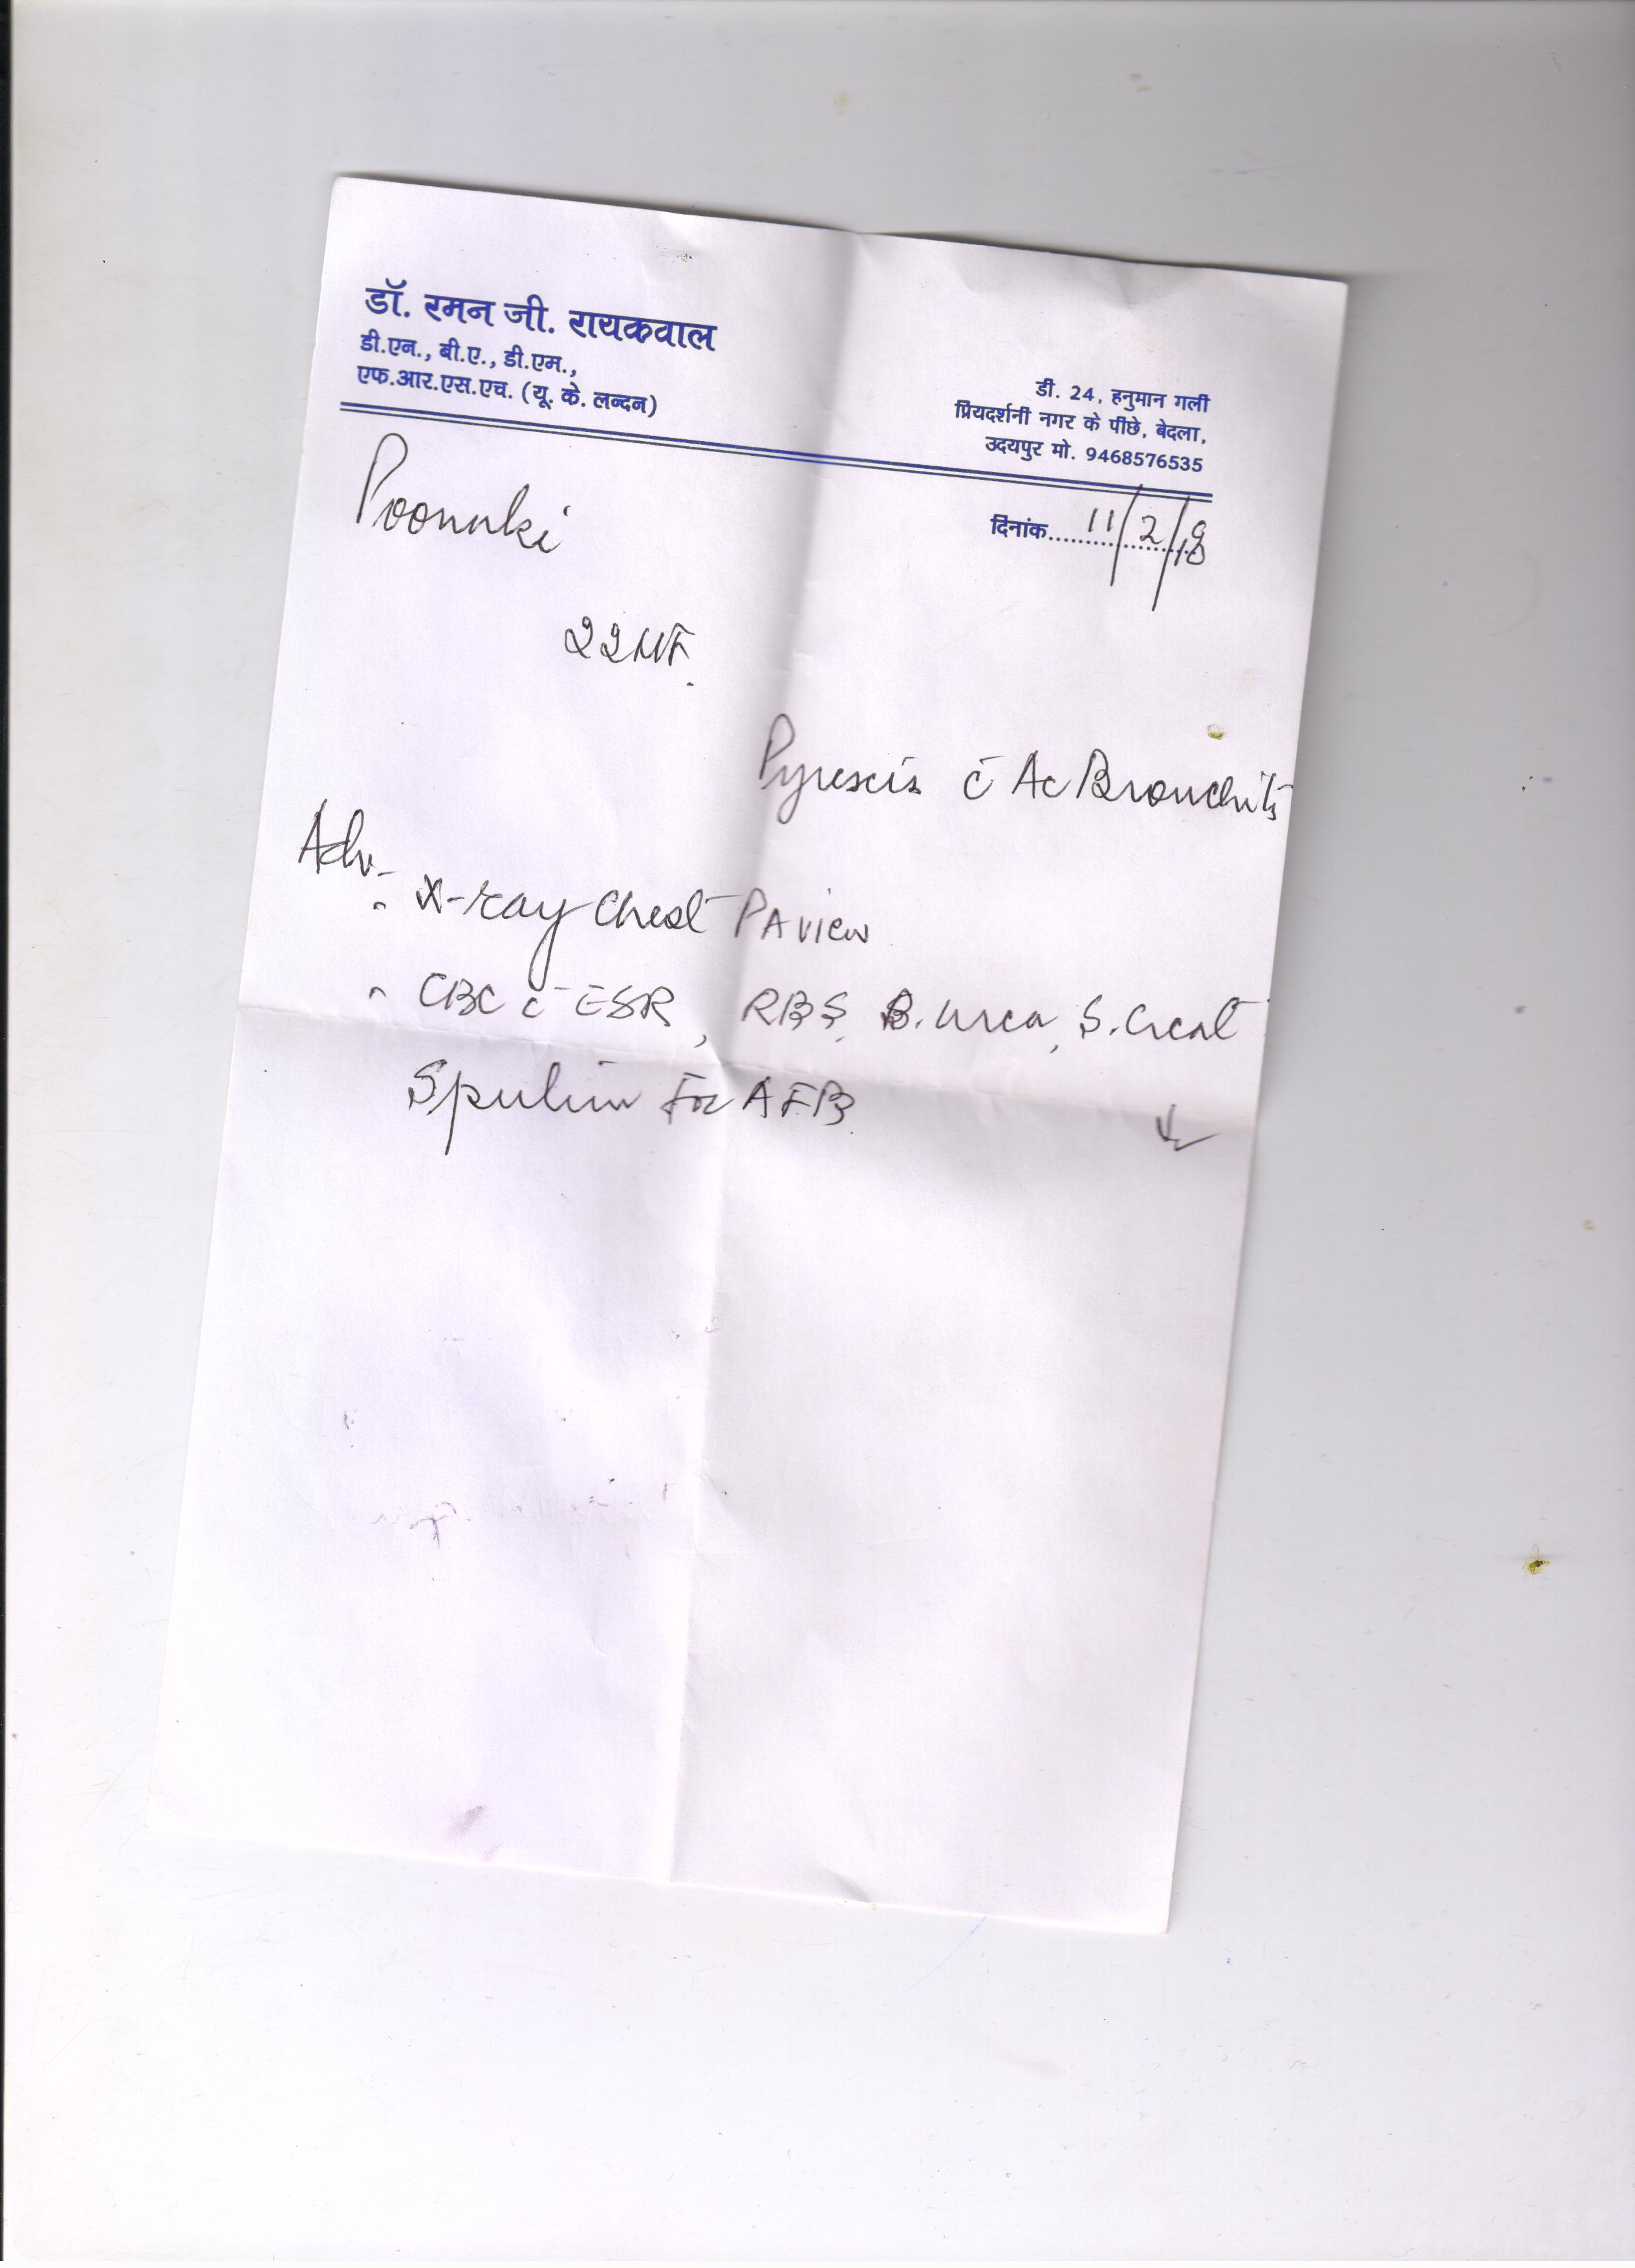 डॉ. रमन जी. रायकवाल
डी.एन., बी.ए., डी.एम.,
एफ.आर.एस.एच. (यू. के. लन्दन)
डी. 24, हनुमान गली
प्रियदर्शनी नगर के पीछे, बेदला,
उदयपुर मो. 9468576535
दिनांक.... 11/2/18
22
Pyrexia c̄ Ac Bronchitis
Adv-
X-ray Chest PA view
CBC c̄ ESR, RBS, B. urea, S. Creat
Sputum For AFB